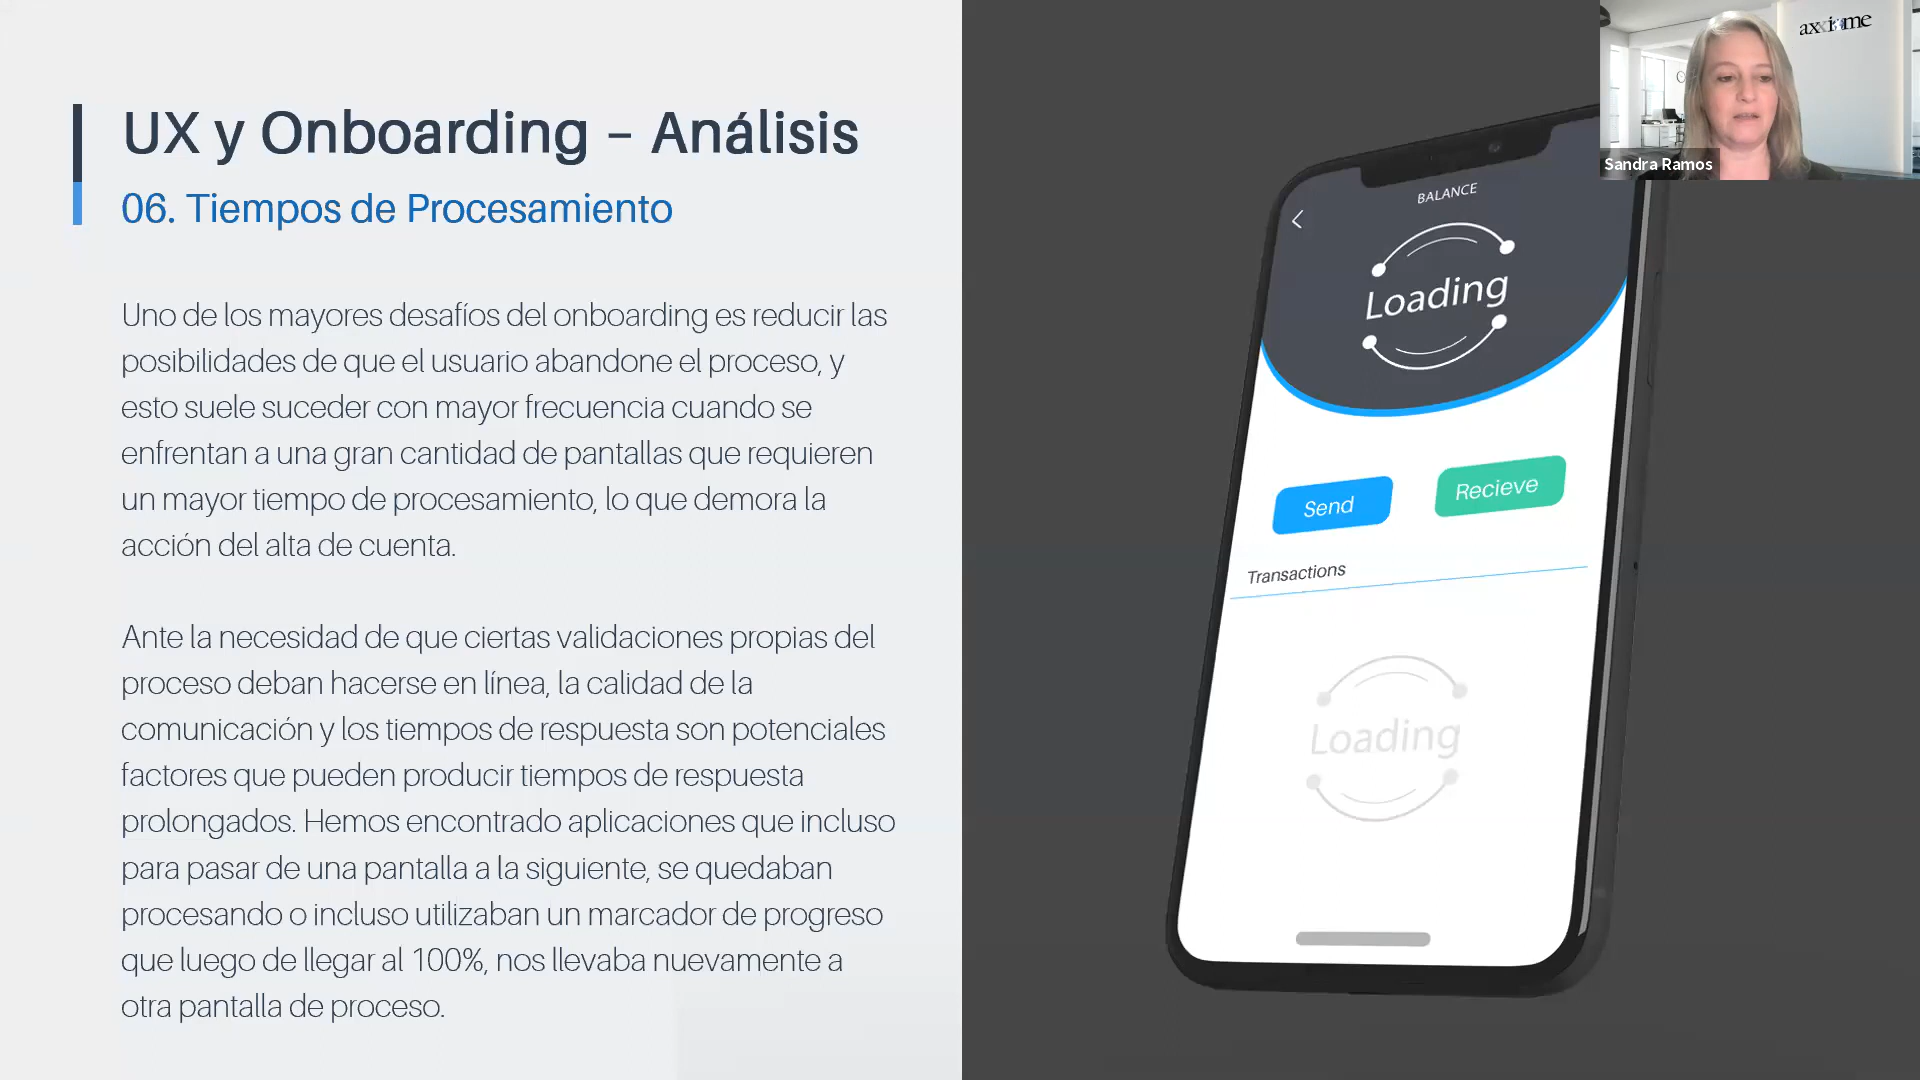 UX y Onboarding – Análisis
06. Tiempos de Procesamiento
Uno de los mayores desafíos del onboarding es reducir las
posibilidades de que el usuario abandone el proceso, y
esto suele suceder con mayor frecuencia cuando se
enfrentan a una gran cantidad de pantallas que requieren
un mayor tiempo de procesamiento, lo que demora la
acción del alta de cuenta.
Ante la necesidad de que ciertas validaciones propias del
proceso deban hacerse en línea, la calidad de la
comunicación y los tiempos de respuesta son potenciales
factores que pueden producir tiempos de respuesta
prolongados. Hemos encontrado aplicaciones que incluso
para pasar de una pantalla a la siguiente, se quedaban
procesando o incluso utilizaban un marcador de progreso
que luego de llegar al 100%, nos llevaba nuevamente a
otra pantalla de proceso.
BALANCE
Loading
Send
Recieve
Transactions
Loading
axxiome
Sandra Ramos